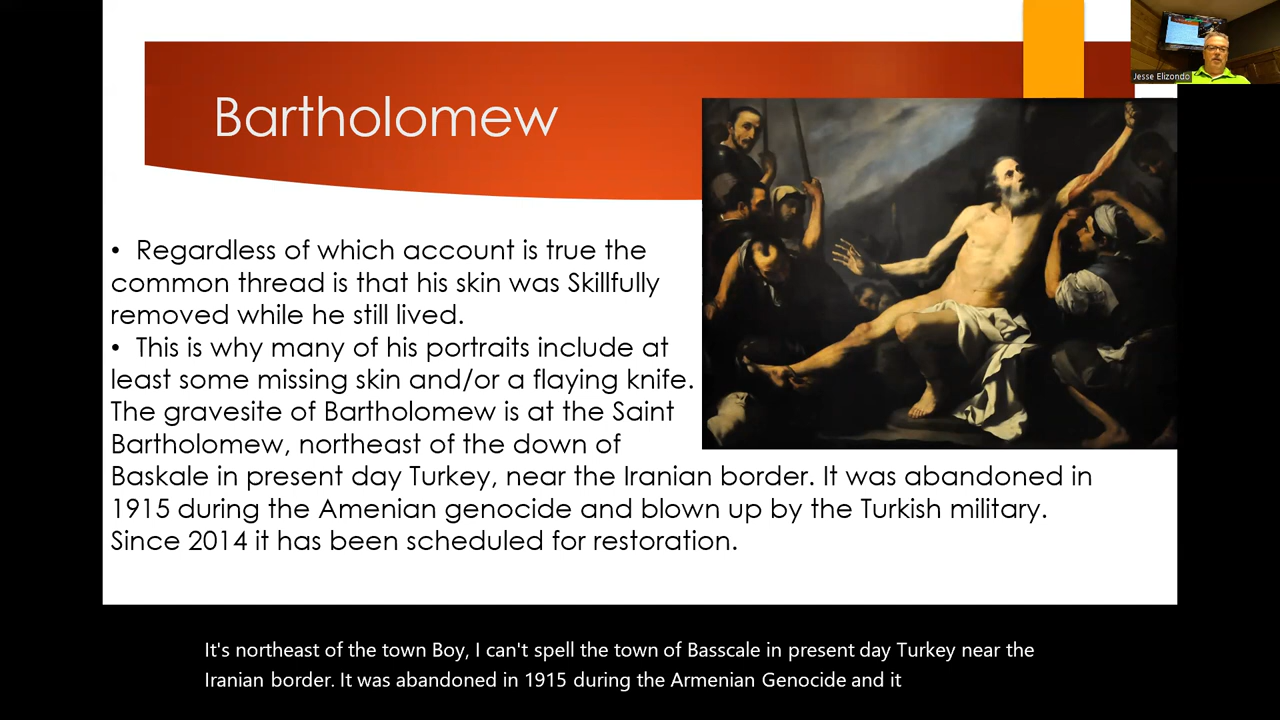 Jesse Elizondo
Bartholomew
• Regardless of which account is true the
common thread is that his skin was Skillfully
removed while he still lived.
• This is why many of his portraits include at
least some missing skin and/or a flaying knife.
The gravesite of Bartholomew is at the Saint
Bartholomew, northeast of the down of
Baskale in present day Turkey, near the Iranian border. It was abandoned in
1915 during the Amenian genocide and blown up by the Turkish military.
Since 2014 it has been scheduled for restoration.
It's northeast of the town Boy, I can't spell the town of Basscale in present day Turkey near the
Iranian border. It was abandoned in 1915 during the Armenian Genocide and it